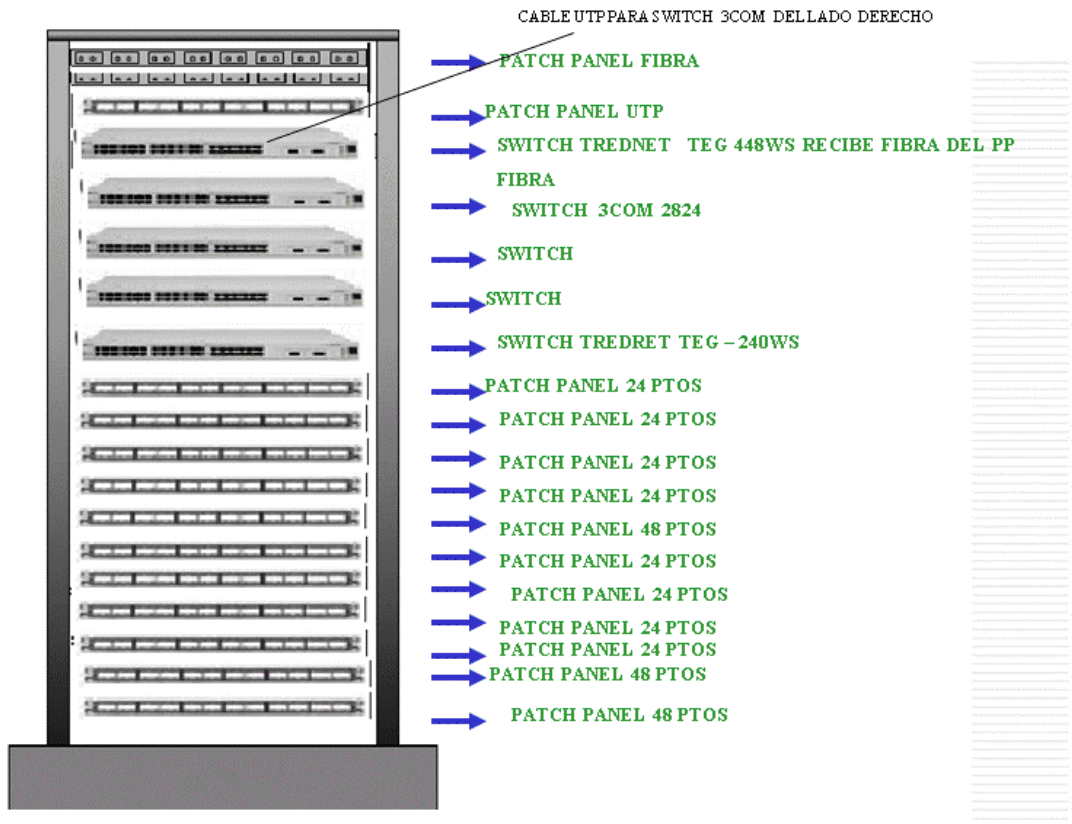 CABLE UTP PARA SWITCH 3COM DEL LADO DERECHO
PATCH PANEL FIBRA
PATCH PANEL UTP
SWITCH TREDNET TEG 448WS RECIBE FIBRA DEL PP
FIBRA
SWITCH 3COM 2824
SWITCH
SWITCH
SWITCH TREDRET TEG – 240WS
PATCH PANEL 24 PTOS
PATCH PANEL 24 PTOS
PATCH PANEL 24 PTOS
PATCH PANEL 24 PTOS
PATCH PANEL 48 PTOS
PATCH PANEL 24 PTOS
PATCH PANEL 24 PTOS
PATCH PANEL 24 PTOS
PATCH PANEL 24 PTOS
PATCH PANEL 48 PTOS
PATCH PANEL 48 PTOS